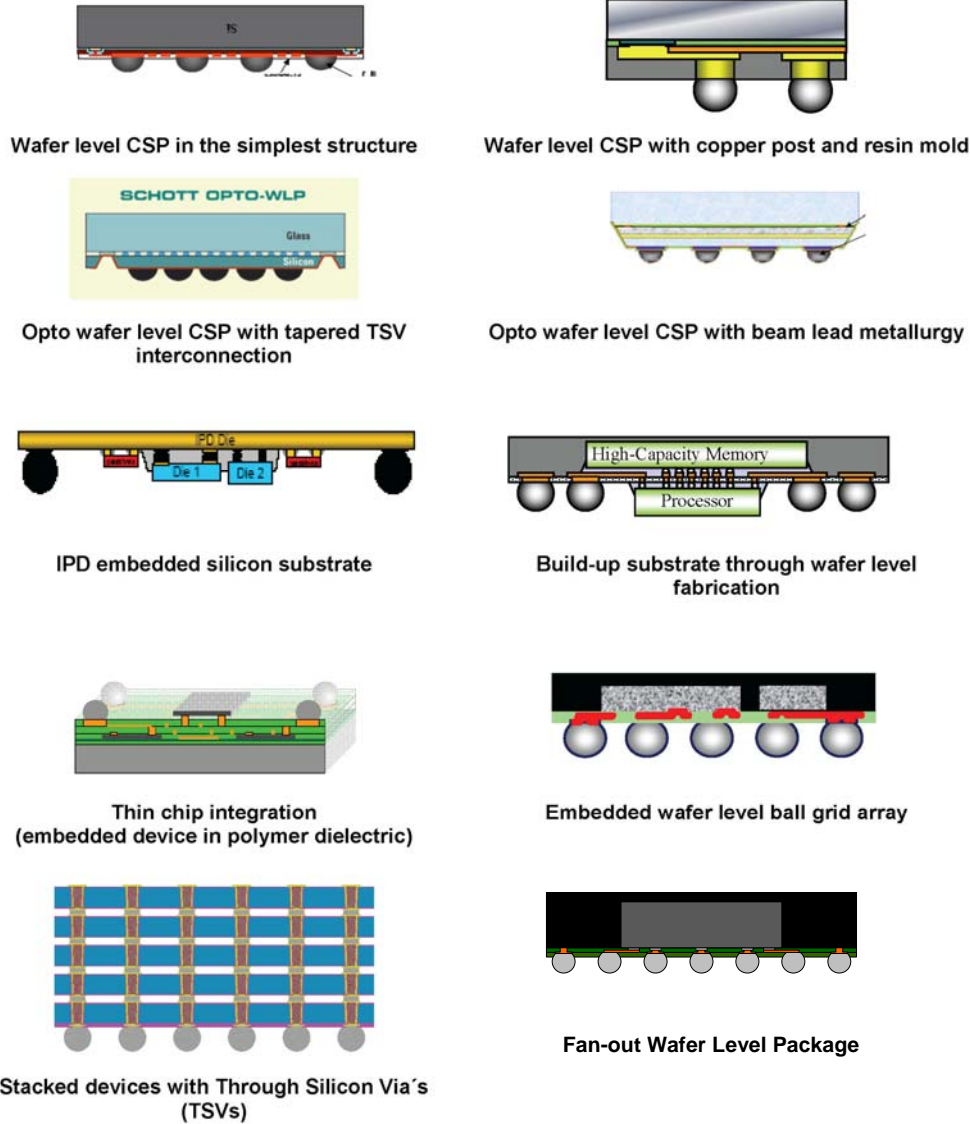 Si
Wafer level CSP in the simplest structure
Wafer level CSP with copper post and resin mold
SCHOTT OPTO-WLP
Glass
Silicon
Opto wafer level CSP with tapered TSV
interconnection
Opto wafer level CSP with beam lead metallurgy
IPD Die
Die 1
Die 2
IPD embedded silicon substrate
High-Capacity Memory
Processor
Build-up substrate through wafer level
fabrication
Thin chip integration
(embedded device in polymer dielectric)
Embedded wafer level ball grid array
Stacked devices with Through Silicon Via´s
(TSVs)
Fan-out Wafer Level Package